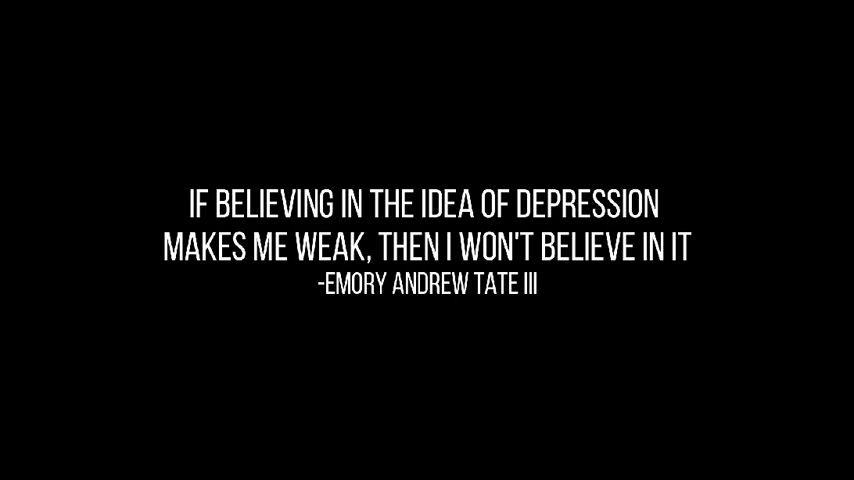 IF BELIEVING IN THE IDEA OF DEPRESSION
MAKES ME WEAK, THEN I WON'T BELIEVE IN IT
-EMORY ANDREW TATE III